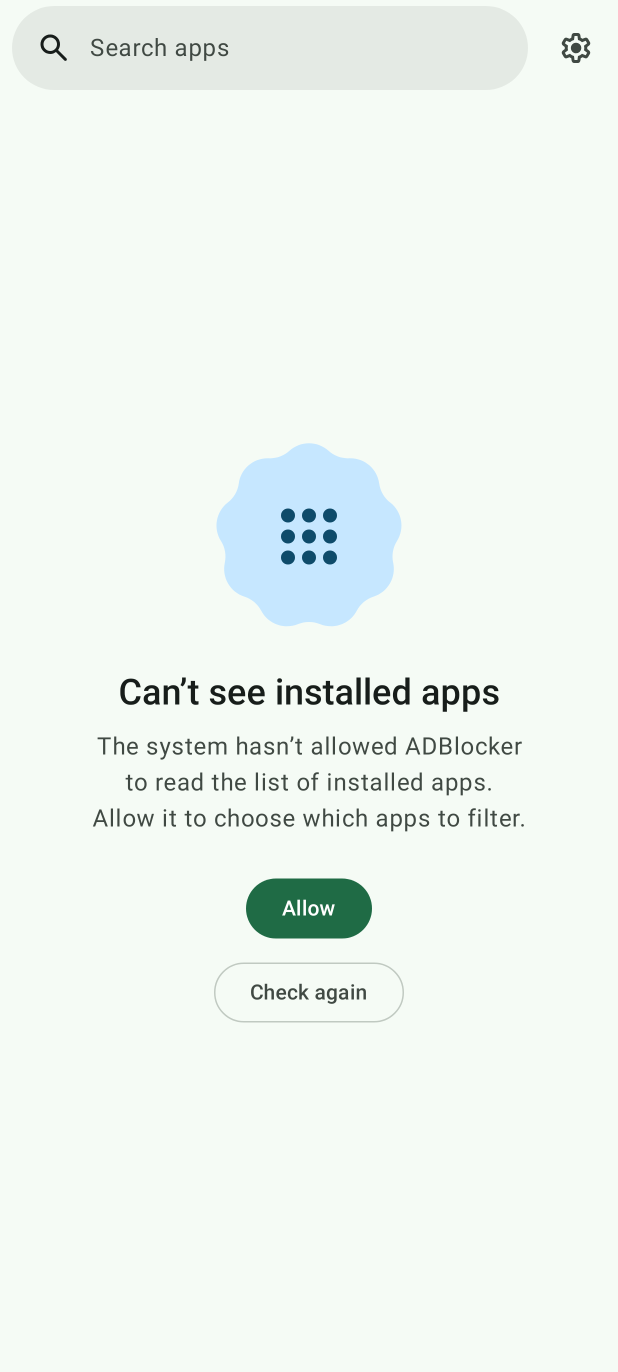 Search apps
Can’t see installed apps
The system hasn’t allowed ADBlocker
to read the list of installed apps.
Allow it to choose which apps to filter.
Allow
Check again